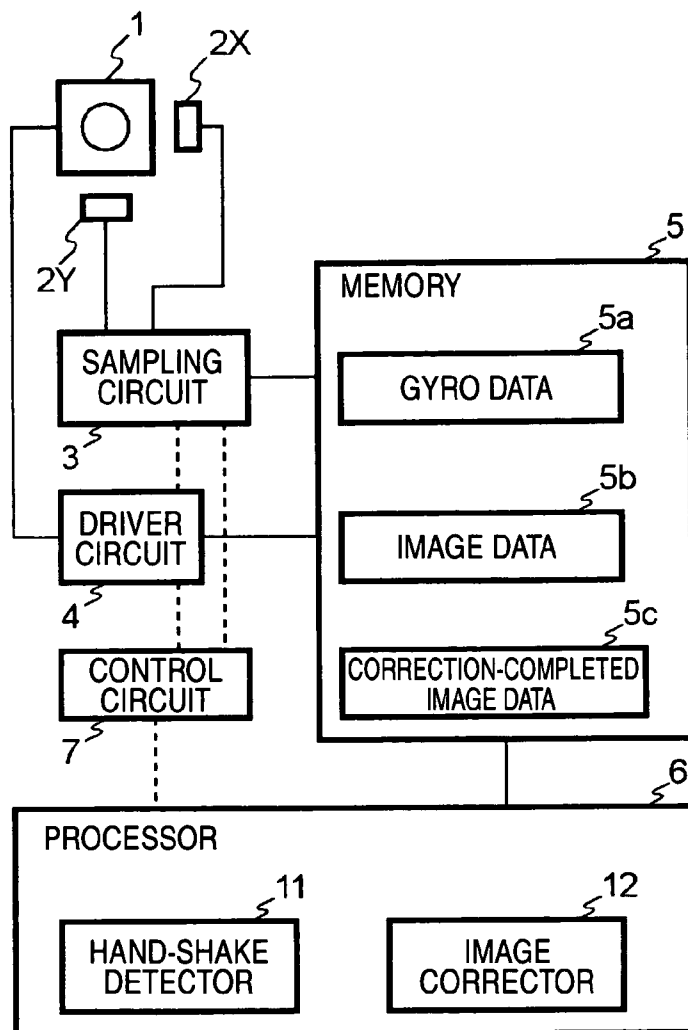 1
2X
2Y
5
MEMORY
5a
SAMPLING
CIRCUIT
GYRO DATA
3
5b
DRIVER
CIRCUIT
IMAGE DATA
4
5c
CONTROL
CIRCUIT
CORRECTION-COMPLETED
IMAGE DATA
7
6
PROCESSOR
11
12
HAND-SHAKE
DETECTOR
IMAGE
CORRECTOR